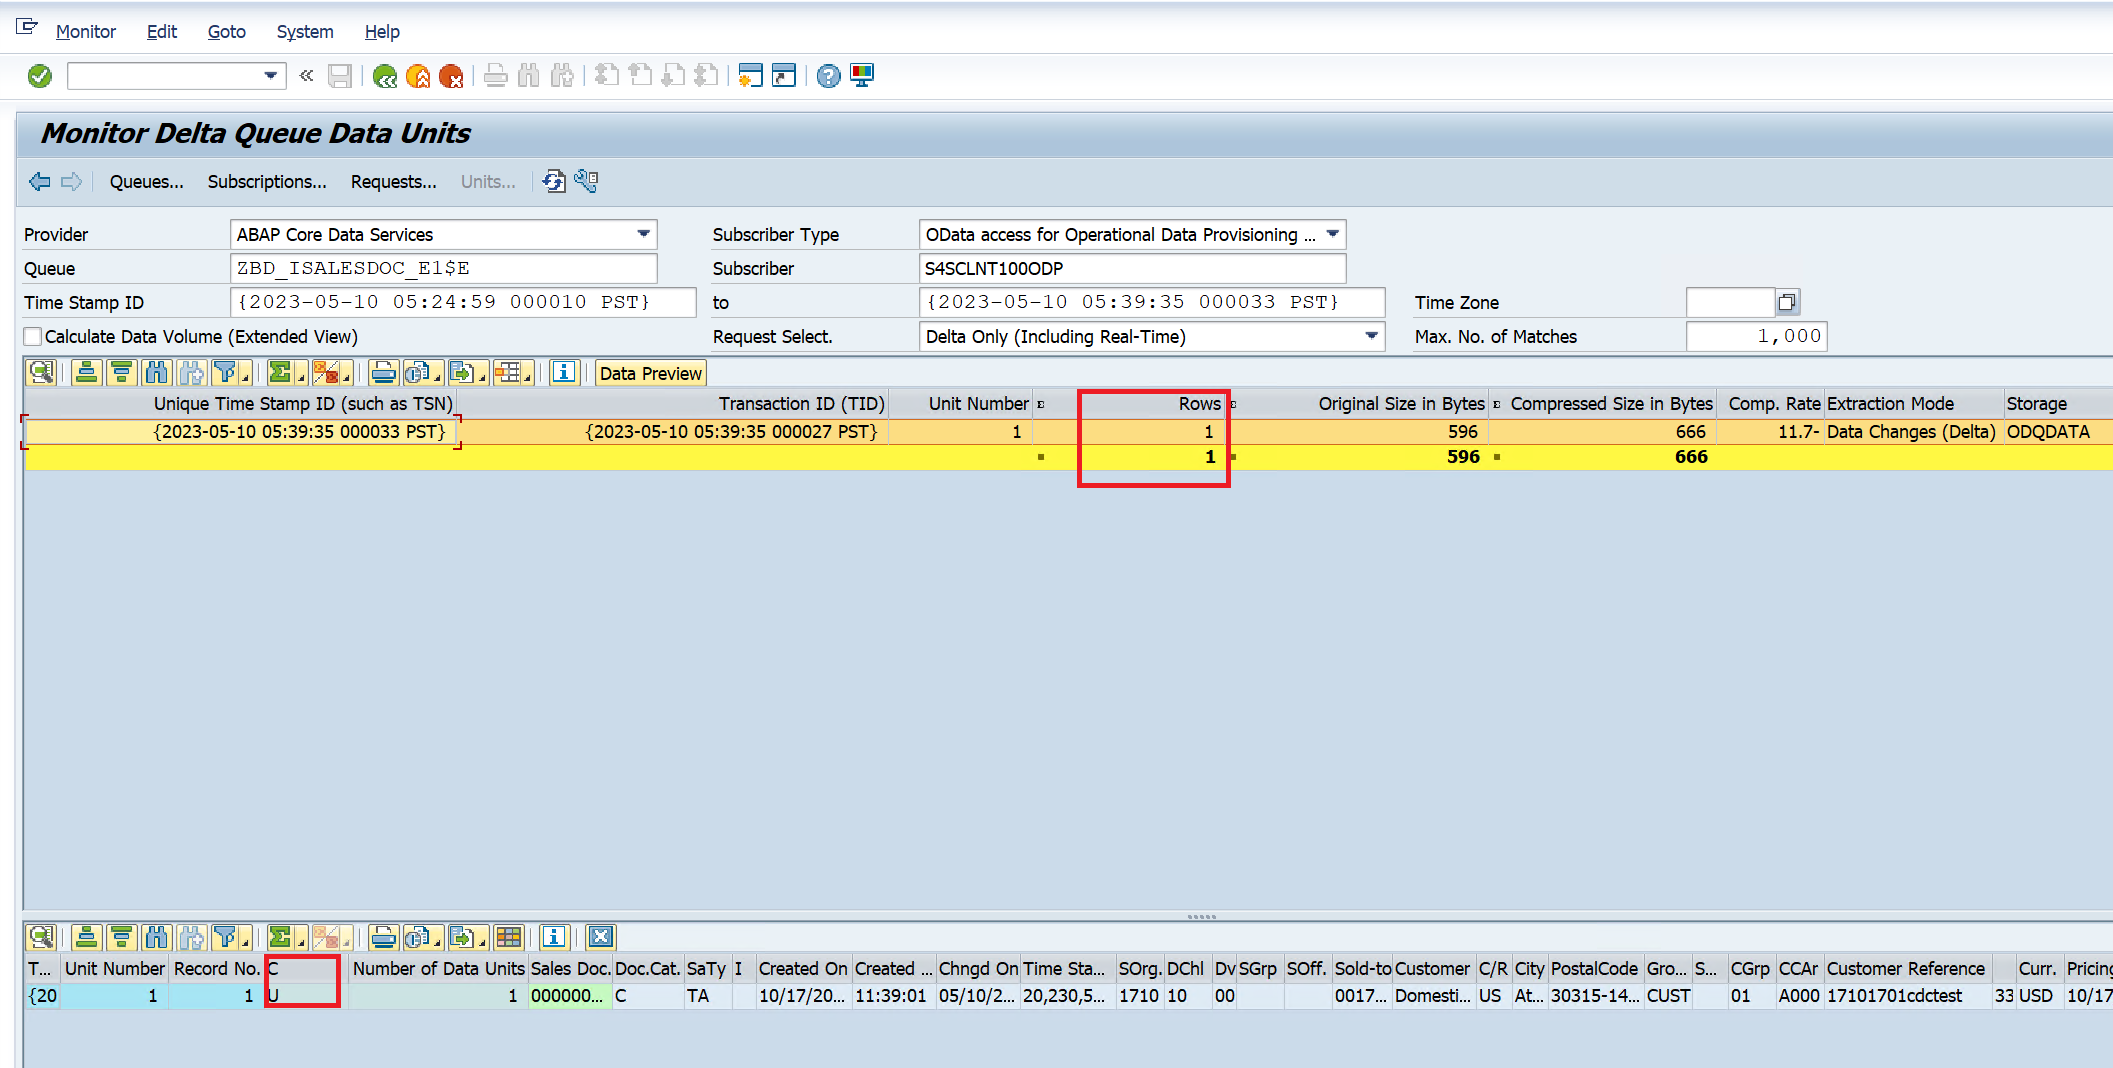 Monitor Edit Goto System Help
Monitor Delta Queue Data Units
Queues... Subscriptions... Requests... Units...
Provider ABAP Core Data Services Subscriber Type OData access for Operational Data Provisioning ...
Queue ZBD_ISALESDOC_E1$E Subscriber S4SCLNT100ODP
Time Stamp ID {2023-05-10 05:24:59 000010 PST} to {2023-05-10 05:39:35 000033 PST} Time Zone
Calculate Data Volume (Extended View) Request Select. Delta Only (Including Real-Time) Max. No. of Matches 1,000
Data Preview
Unique Time Stamp ID (such as TSN) Transaction ID (TID) Unit Number Σ Rows Σ Original Size in Bytes Σ Compressed Size in Bytes Comp. Rate Extraction Mode Storage
{2023-05-10 05:39:35 000033 PST} {2023-05-10 05:39:35 000027 PST} 1 1 596 666 11.7- Data Changes (Delta) ODQDATA
1 596 666
T... Unit Number Record No. C Number of Data Units Sales Doc. Doc.Cat. SaTy I Created On Created ... Chngd On Time Sta... SOrg. DChl Dv SGrp SOff. Sold-to Customer C/R City PostalCode Gro... S... CGrp CCAr Customer Reference Curr. Pricing
{20 1 1 U 1 000000... C TA 10/17/20... 11:39:01 05/10/2... 20,230,5... 1710 10 00 0017... Domesti... US At... 30315-14... CUST 01 A000 17101701cdctest 33 USD 10/17